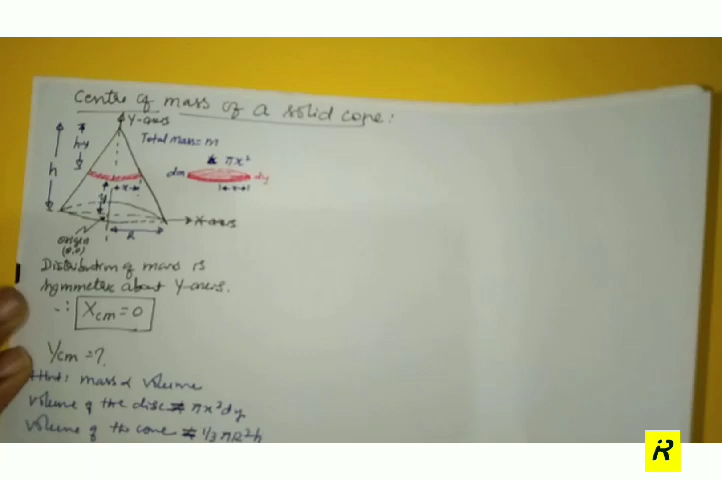 Centre of mass of a solid cone:
Y-axis
Total mass = m
h-y
h
πx²
dm
dy
x
x
y
X-axis
R
origin
(0,0)
Distribution of mass is
symmetric about Y-axis.
∴ Xcm = 0
Ycm = ?
Hint: mass ∝ volume
volume of the disc = πx²dy
volume of the cone = 1/3 πR²h
R